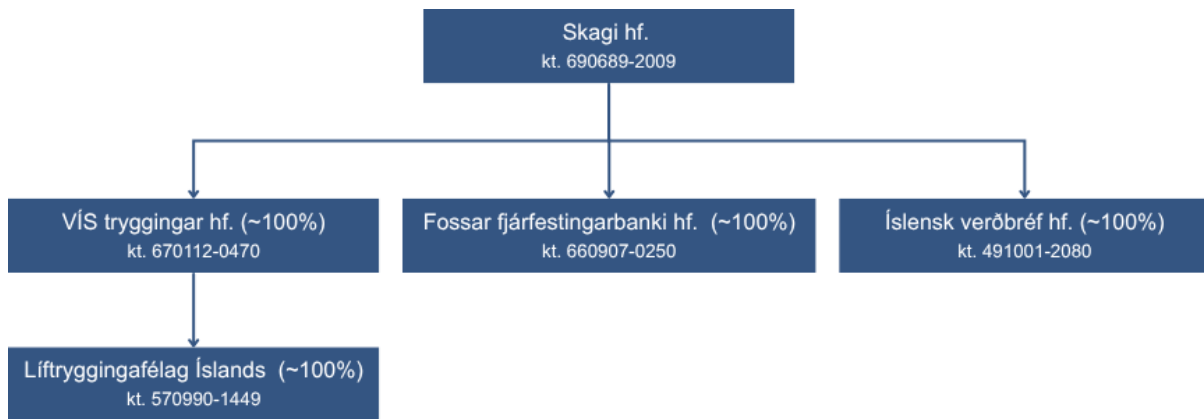 Skagi hf.
kt. 690689-2009
VÍS tryggingar hf. (~100%)
kt. 670112-0470
Fossar fjárfestingarbanki hf. (~100%)
kt. 660907-0250
Íslensk verðbréf hf. (~100%)
kt. 491001-2080
Líftryggingafélag Íslands (~100%)
kt. 570990-1449